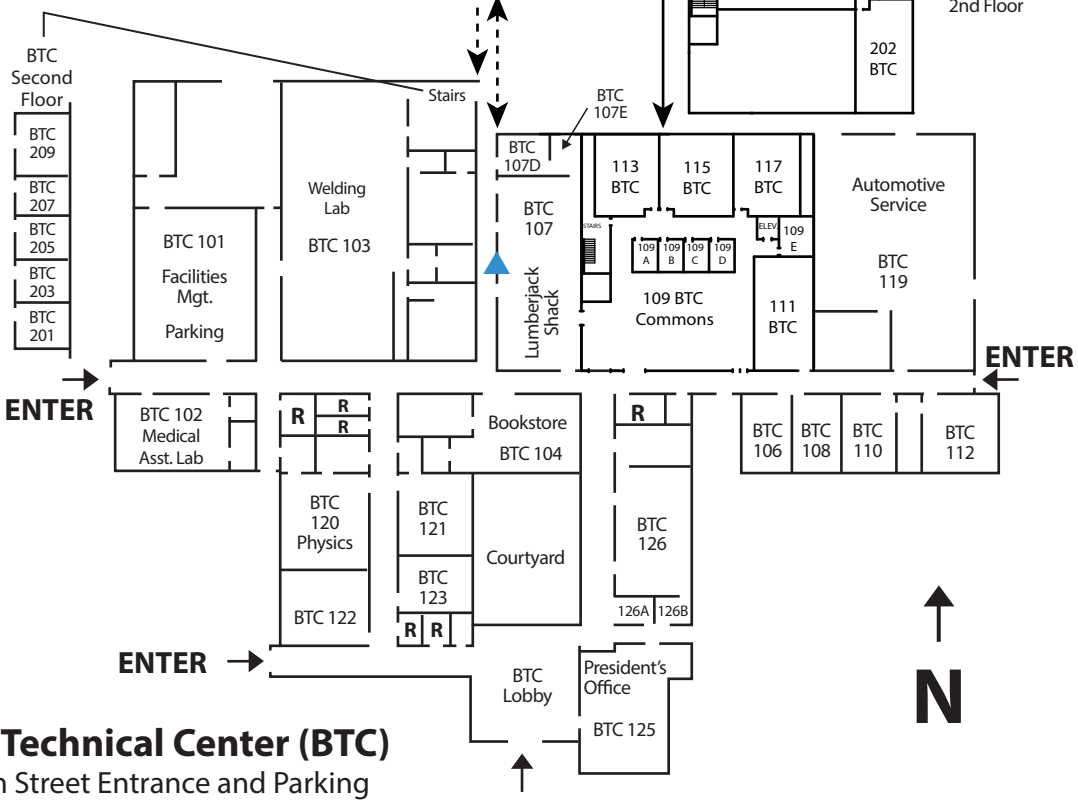 2nd Floor
202
BTC
BTC
Second
Floor
BTC
209
BTC
207
BTC
205
BTC
203
BTC
201
Stairs
BTC
107E
BTC
107D
113
BTC
115
BTC
117
BTC
Automotive
Service
BTC
119
Welding
Lab
BTC 103
BTC 101
Facilities
Mgt.
Parking
BTC
107
Lumberjack
Shack
STAIRS
ELEV.
109
E
109
A
109
B
109
C
109
D
109 BTC
Commons
111
BTC
ENTER
ENTER
BTC 102
Medical
Asst. Lab
R
R
R
Bookstore
BTC 104
R
BTC
106
BTC
108
BTC
110
BTC
112
BTC
120
Physics
BTC
121
Courtyard
BTC
126
BTC
123
BTC 122
R
R
126A
126B
ENTER
BTC
Lobby
President's
Office
BTC 125
N
Technical Center (BTC)
Street Entrance and Parking